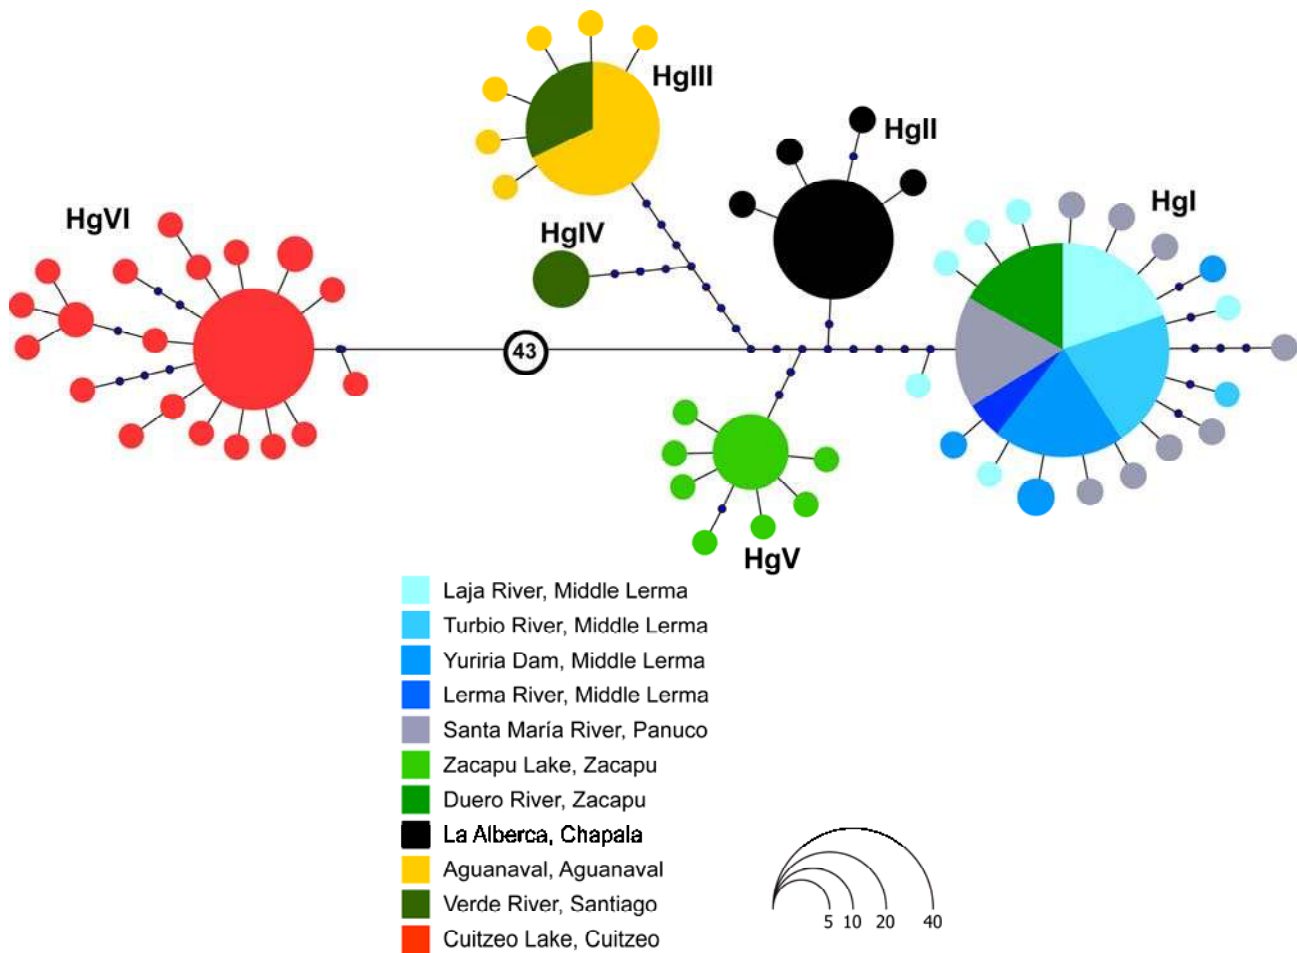 HgIII
HgII
HgI
HgVI
HgIV
43
HgV
Laja River, Middle Lerma
Turbio River, Middle Lerma
Yuriria Dam, Middle Lerma
Lerma River, Middle Lerma
Santa María River, Panuco
Zacapu Lake, Zacapu
Duero River, Zacapu
La Alberca, Chapala
Aguanaval, Aguanaval
Verde River, Santiago
Cuitzeo Lake, Cuitzeo
5 10 20 40